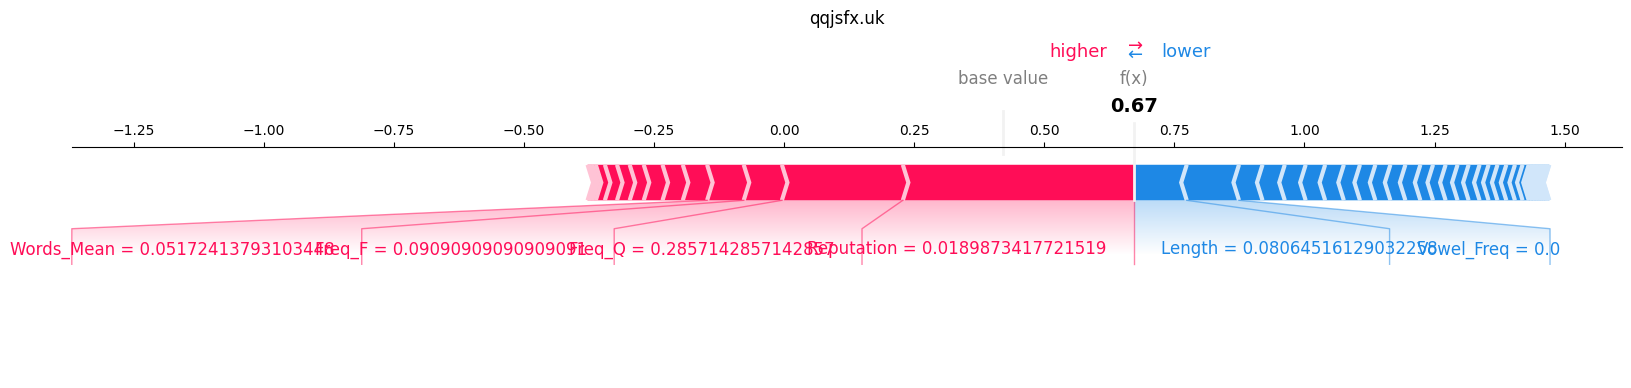 qqjsfx.uk
higher ⇄ lower
base value f(x)
0.67
−1.25 −1.00 −0.75 −0.50 −0.25 0.00 0.25 0.50 0.75 1.00 1.25 1.50
Words_Mean = 0.05172413793103448 Freq_F = 0.09090909090909091 Freq_Q = 0.2857142857142857 Reputation = 0.0189873417721519 Length = 0.08064516129032258 Vowel_Freq = 0.0